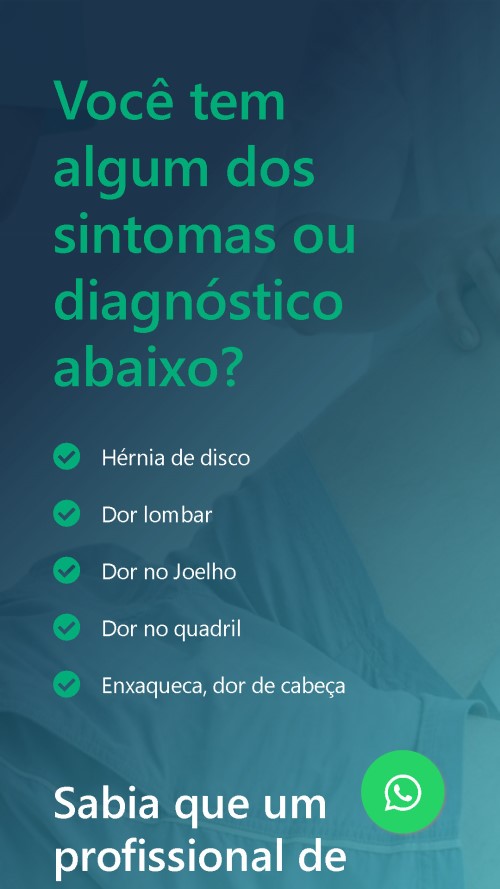 Você tem
algum dos
sintomas ou
diagnóstico
abaixo?
Hérnia de disco
Dor lombar
Dor no Joelho
Dor no quadril
Enxaqueca, dor de cabeça
Sabia que um
profissional de